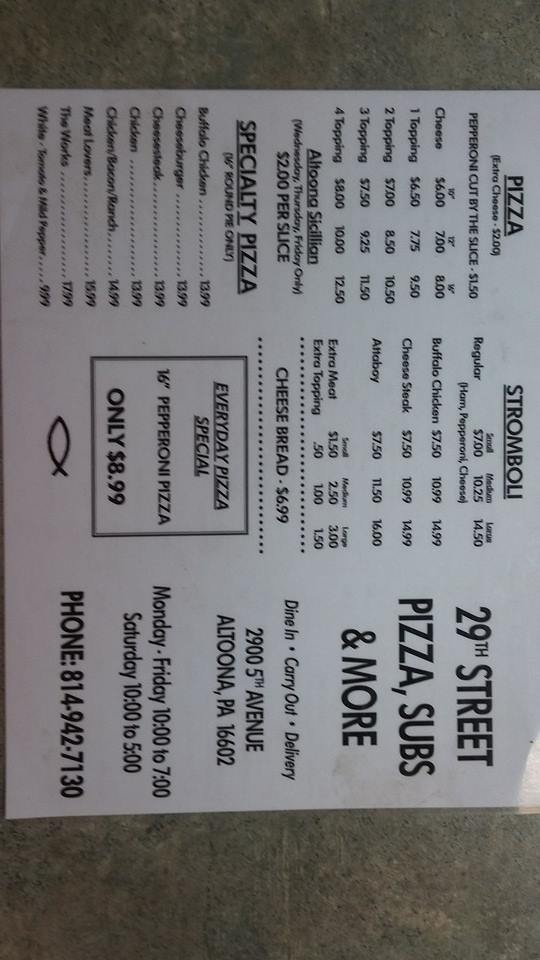 PIZZA
(Extra Cheese - $2.00)
PEPPERONI CUT BY THE SLICE - $1.50
10" 12" 16"
Cheese $6.00 7.00 8.00
1 Topping $6.50 7.75 9.50
2 Topping $7.00 8.50 10.50
3 Topping $7.50 9.25 11.50
4 Topping $8.00 10.00 12.50
Altoona Sicillian
(Wednesday, Thursday, Friday Only)
$2.00 PER SLICE
SPECIALTY PIZZA
(16" ROUND PIE ONLY)
Buffalo Chicken 13.99
Cheeseburger 13.99
Cheesesteak 13.99
Chicken 13.99
Chicken/Bacon/Ranch 14.99
Meat Lovers 15.99
The Works 17.99
White - Tomato & Mild Pepper 9.99
STROMBOLI
Small Medium Large
Regular $7.00 10.25 14.50
(Ham, Pepperoni, Cheese)
Buffalo Chicken $7.50 10.99 14.99
Cheese Steak $7.50 10.99 14.99
Attaboy $7.50 11.50 16.00
Small Medium Large
Extra Meat $1.50 2.50 3.00
Extra Topping .50 1.00 1.50
CHEESE BREAD - $6.99
EVERYDAY PIZZA
SPECIAL
16" PEPPERONI PIZZA
ONLY $8.99
29TH STREET
PIZZA, SUBS
& MORE
Dine In • Carry Out • Delivery
2900 5TH AVENUE
ALTOONA, PA 16602
Monday - Friday 10:00 to 7:00
Saturday 10:00 to 5:00
PHONE: 814-942-7130